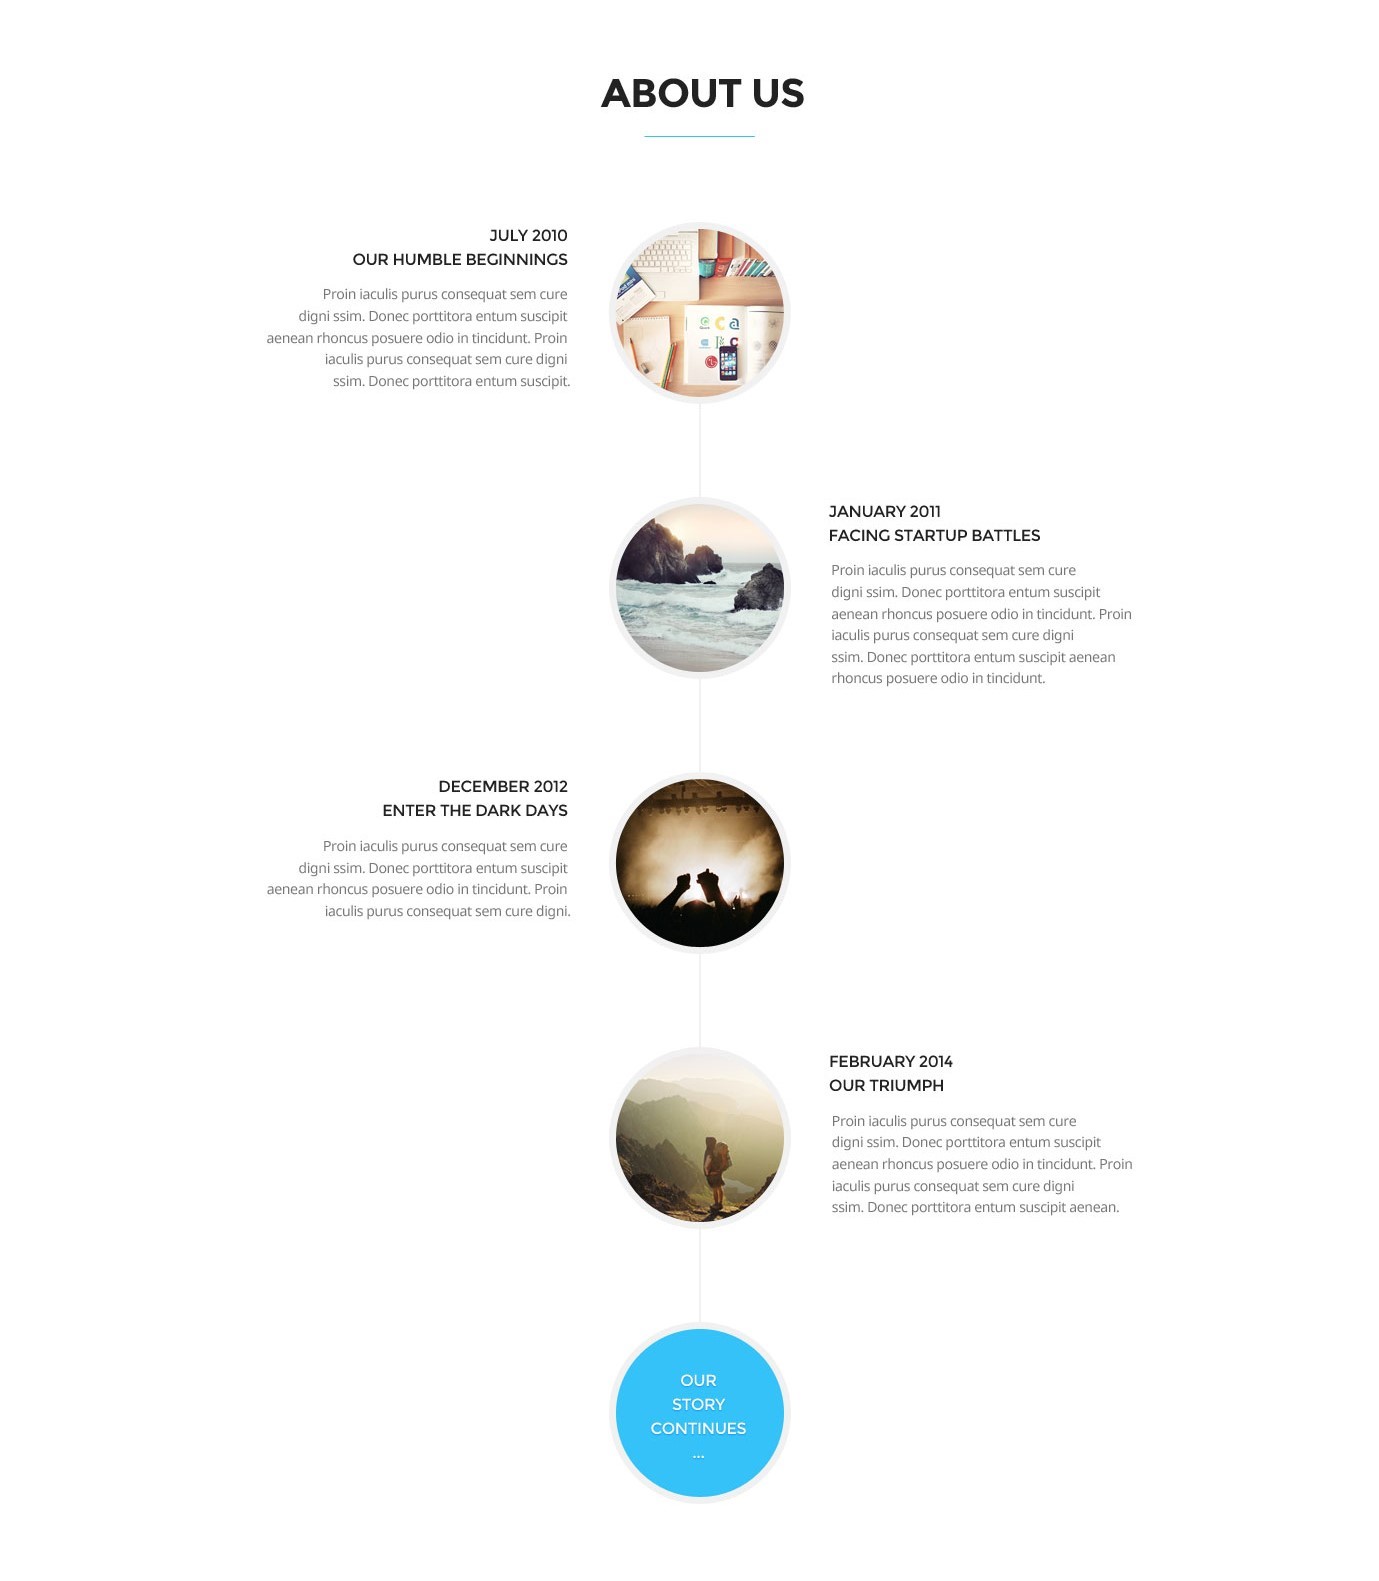 ABOUT US
JULY 2010
OUR HUMBLE BEGINNINGS
Proin iaculis purus consequat sem cure
digni ssim. Donec porttitora entum suscipit
aenean rhoncus posuere odio in tincidunt. Proin
iaculis purus consequat sem cure digni
ssim. Donec porttitora entum suscipit.
JANUARY 2011
FACING STARTUP BATTLES
Proin iaculis purus consequat sem cure
digni ssim. Donec porttitora entum suscipit
aenean rhoncus posuere odio in tincidunt. Proin
iaculis purus consequat sem cure digni
ssim. Donec porttitora entum suscipit aenean
rhoncus posuere odio in tincidunt.
DECEMBER 2012
ENTER THE DARK DAYS
Proin iaculis purus consequat sem cure
digni ssim. Donec porttitora entum suscipit
aenean rhoncus posuere odio in tincidunt. Proin
iaculis purus consequat sem cure digni.
FEBRUARY 2014
OUR TRIUMPH
Proin iaculis purus consequat sem cure
digni ssim. Donec porttitora entum suscipit
aenean rhoncus posuere odio in tincidunt. Proin
iaculis purus consequat sem cure digni
ssim. Donec porttitora entum suscipit aenean.
OUR
STORY
CONTINUES
...